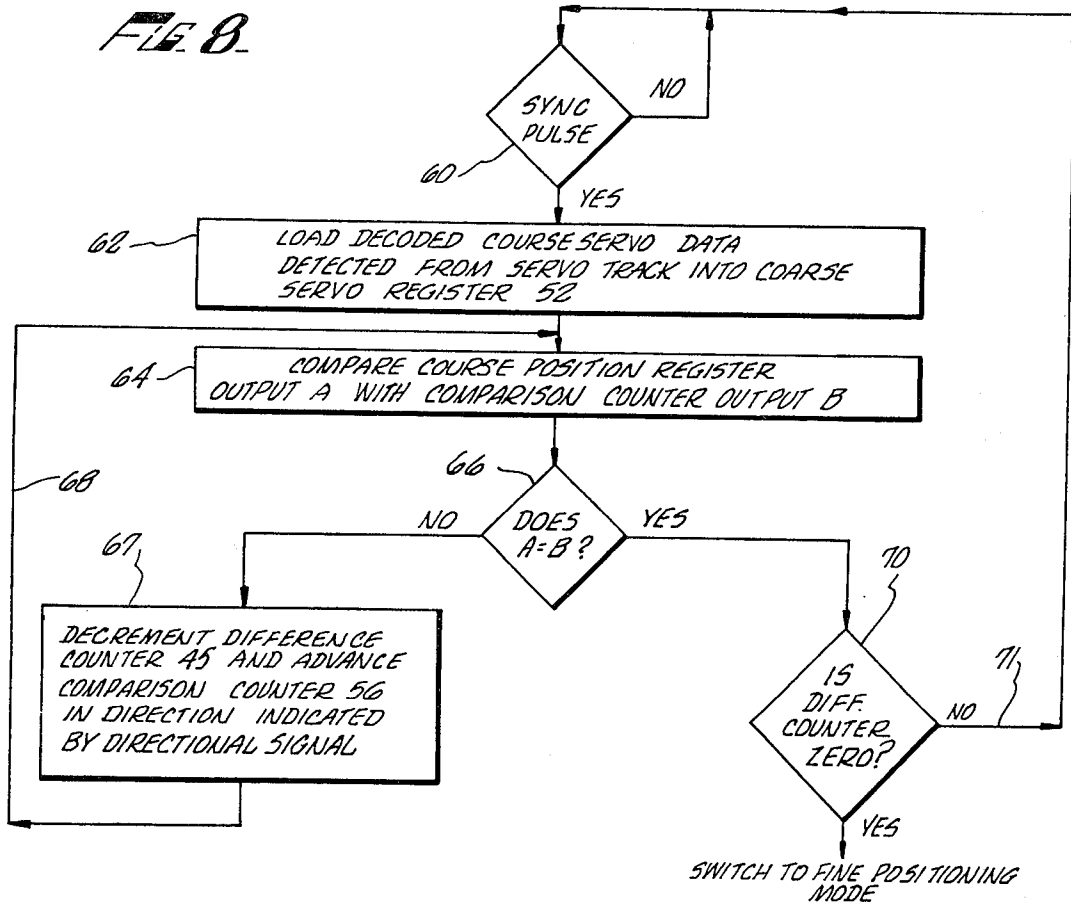 FIG. 8.
SYNC
PULSE
NO
60
YES
62
LOAD DECODED COURSE SERVO DATA
DETECTED FROM SERVO TRACK INTO COARSE
SERVO REGISTER 52
64
COMPARE COURSE POSITION REGISTER
OUTPUT A WITH COMPARISON COUNTER OUTPUT B
68
66
NO
DOES
A=B?
YES
67
DECREMENT DIFFERENCE
COUNTER 45 AND ADVANCE
COMPARISON COUNTER 56
IN DIRECTION INDICATED
BY DIRECTIONAL SIGNAL
70
IS
DIFF.
COUNTER
ZERO?
71
NO
YES
SWITCH TO FINE POSITIONING
MODE